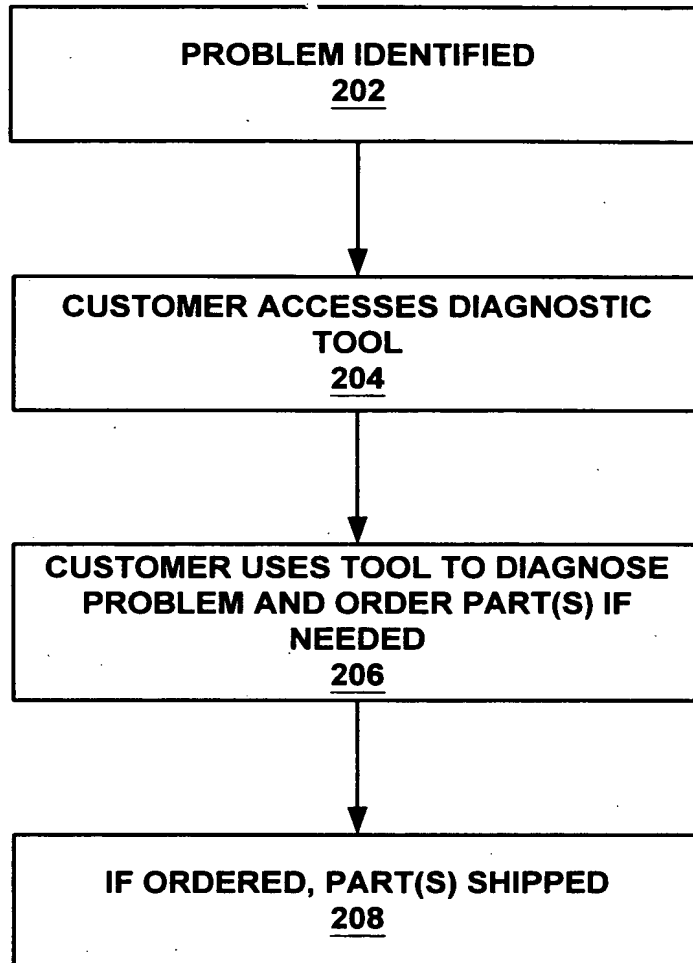 PROBLEM IDENTIFIED
202
CUSTOMER ACCESSES DIAGNOSTIC
TOOL
204
CUSTOMER USES TOOL TO DIAGNOSE
PROBLEM AND ORDER PART(S) IF
NEEDED
206
IF ORDERED, PART(S) SHIPPED
208